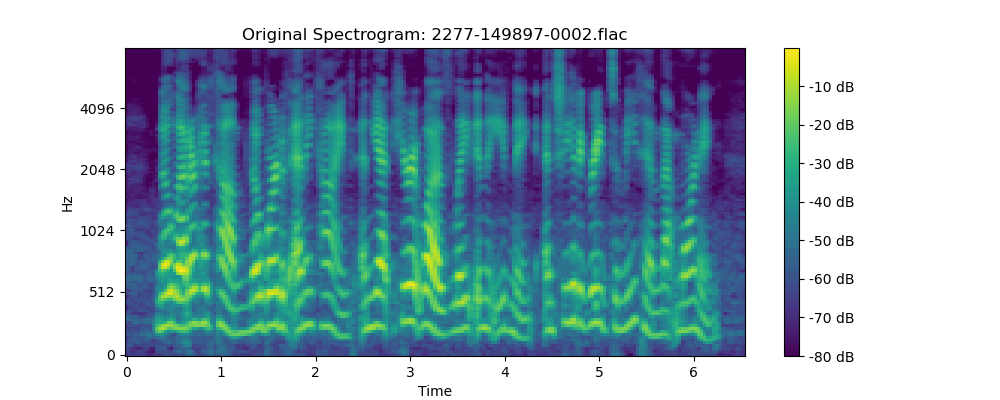 Original Spectrogram: 2277-149897-0002.flac
Hz
4096
2048
1024
512
0
0 1 2 3 4 5 6
Time
-10 dB
-20 dB
-30 dB
-40 dB
-50 dB
-60 dB
-70 dB
-80 dB